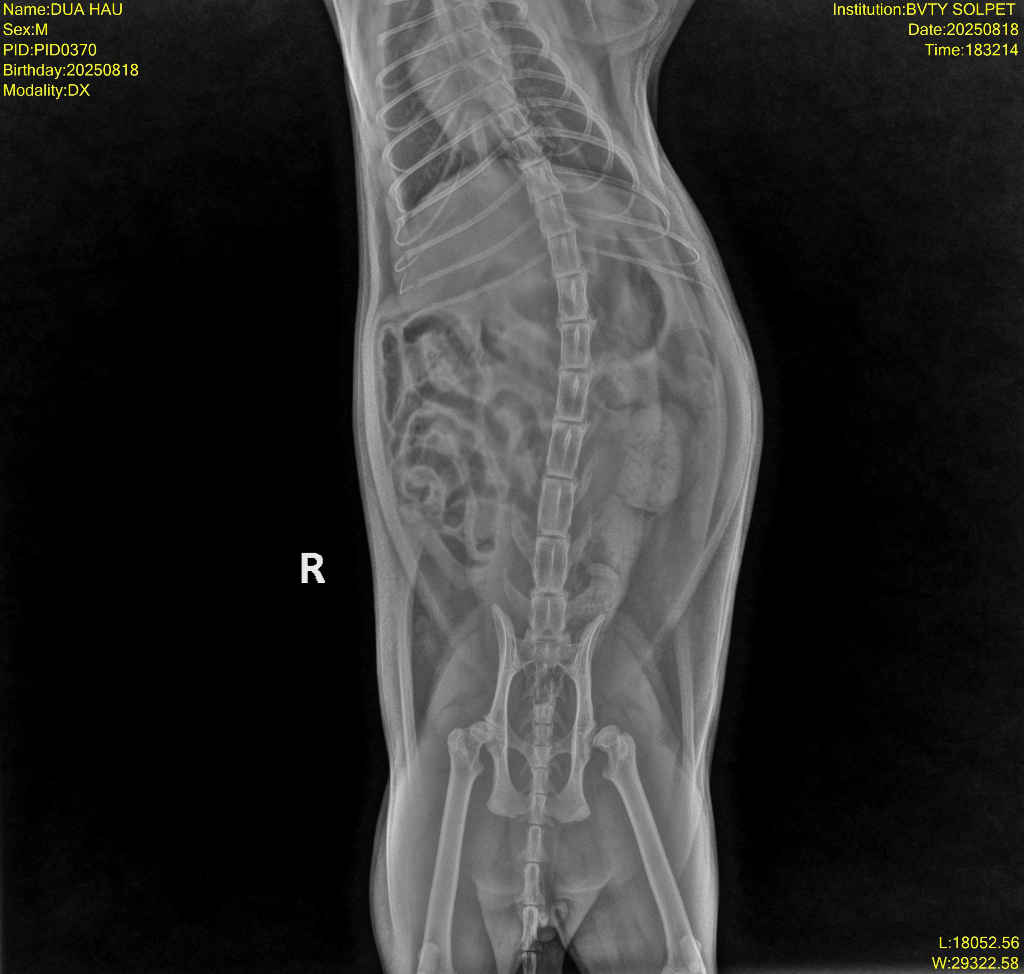 Name:DUA HAU
Sex:M
PID:PID0370
Birthday:20250818
Modality:DX
Institution:BVTY SOLPET
Date:20250818
Time:183214
R
L:18052.56
W:29322.58